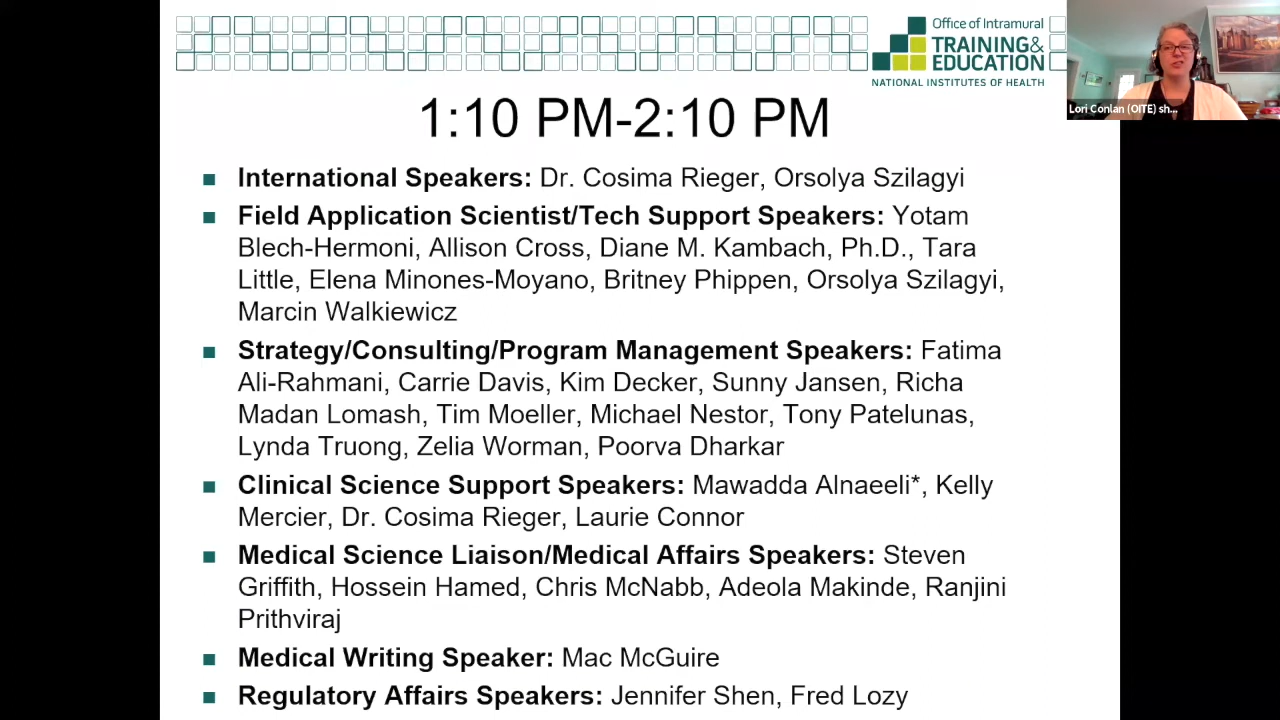 Office of Intramural
TRAINING&
EDUCATION
NATIONAL INSTITUTES OF HEALTH
Lori Conlan (OITE) sh...
1:10 PM-2:10 PM
International Speakers: Dr. Cosima Rieger, Orsolya Szilagyi
Field Application Scientist/Tech Support Speakers: Yotam
Blech-Hermoni, Allison Cross, Diane M. Kambach, Ph.D., Tara
Little, Elena Minones-Moyano, Britney Phippen, Orsolya Szilagyi,
Marcin Walkiewicz
Strategy/Consulting/Program Management Speakers: Fatima
Ali-Rahmani, Carrie Davis, Kim Decker, Sunny Jansen, Richa
Madan Lomash, Tim Moeller, Michael Nestor, Tony Patelunas,
Lynda Truong, Zelia Worman, Poorva Dharkar
Clinical Science Support Speakers: Mawadda Alnaeeli*, Kelly
Mercier, Dr. Cosima Rieger, Laurie Connor
Medical Science Liaison/Medical Affairs Speakers: Steven
Griffith, Hossein Hamed, Chris McNabb, Adeola Makinde, Ranjini
Prithviraj
Medical Writing Speaker: Mac McGuire
Regulatory Affairs Speakers: Jennifer Shen, Fred Lozy